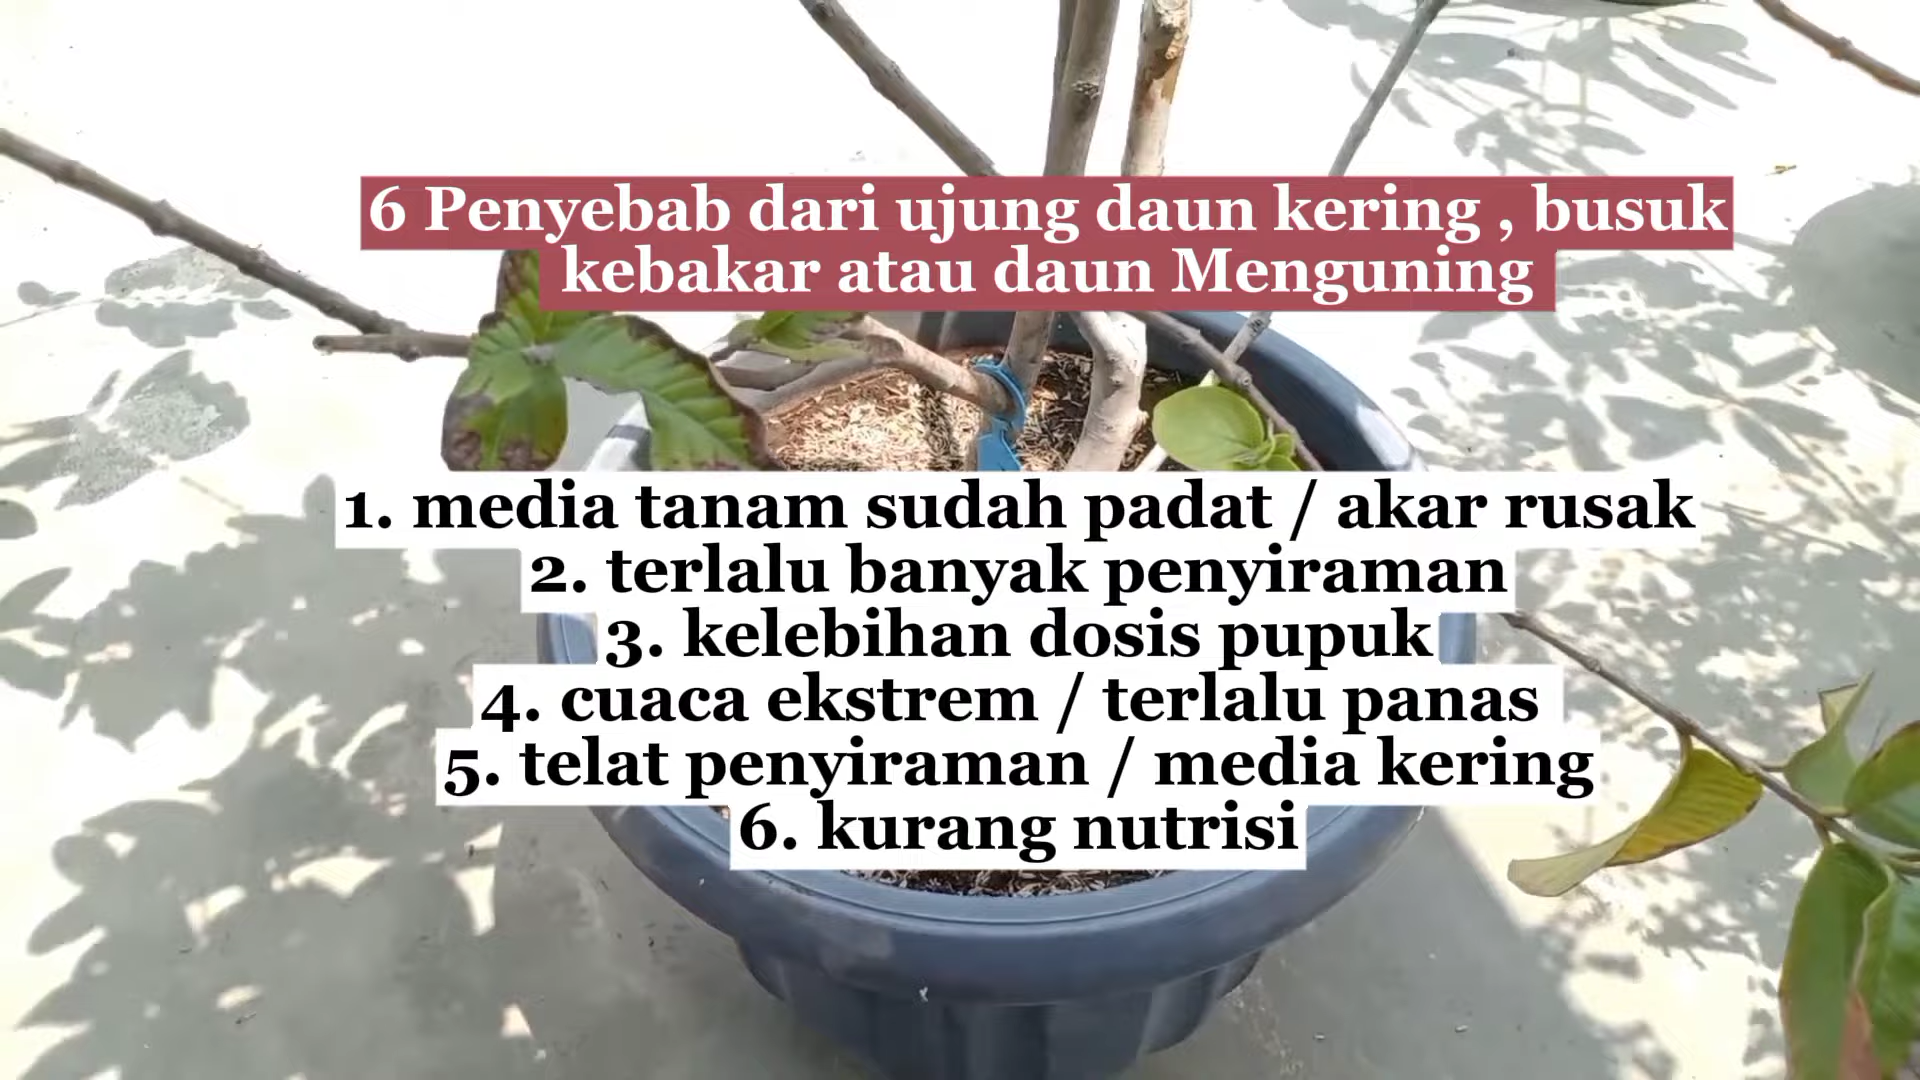 6 Penyebab dari ujung daun kering , busuk
kebakar atau daun Menguning
1. media tanam sudah padat / akar rusak
2. terlalu banyak penyiraman
3. kelebihan dosis pupuk
4. cuaca ekstrem / terlalu panas
5. telat penyiraman / media kering
6. kurang nutrisi